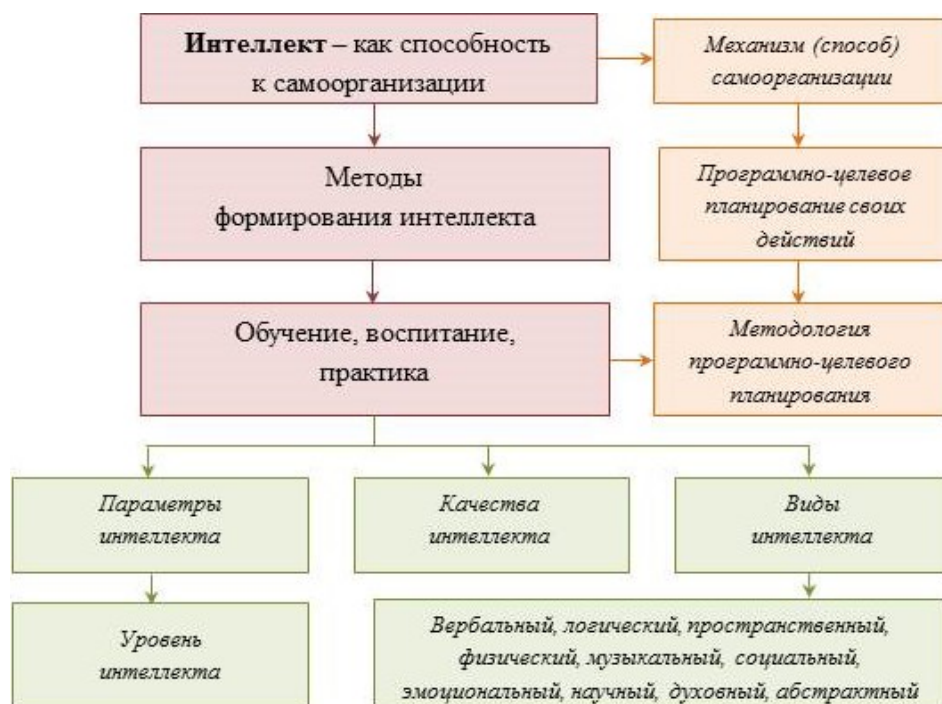 Интеллект – как способность
к самоорганизации
Механизм (способ)
самоорганизации
Методы
формирования интеллекта
Программно-целевое
планирование своих
действий
Обучение, воспитание,
практика
Методология
программно-целевого
планирования
Параметры
интеллекта
Качества
интеллекта
Виды
интеллекта
Уровень
интеллекта
Вербальный, логический, пространственный,
физический, музыкальный, социальный,
эмоциональный, научный, духовный, абстрактный